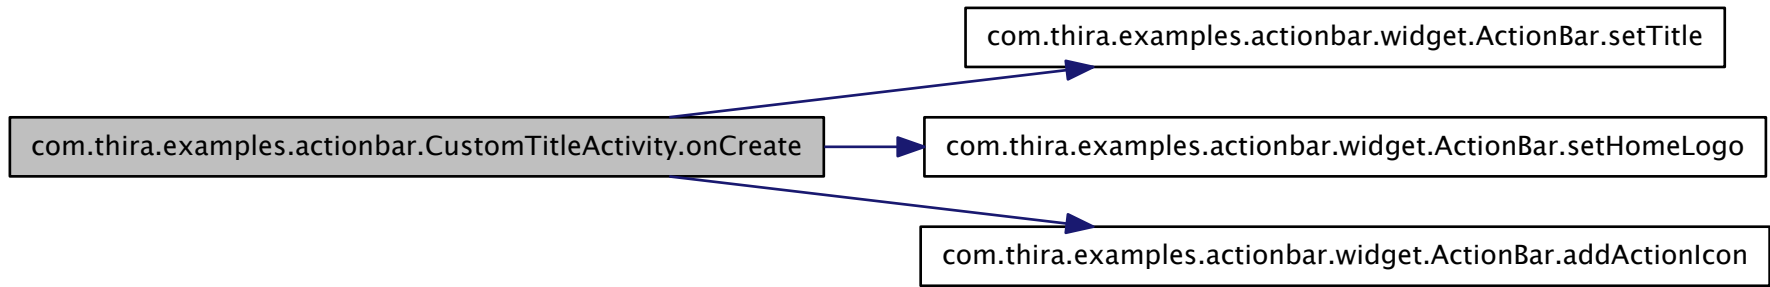 com.thira.examples.actionbar.widget.ActionBar.setTitle
com.thira.examples.actionbar.CustomTitleActivity.onCreate
com.thira.examples.actionbar.widget.ActionBar.setHomeLogo
com.thira.examples.actionbar.widget.ActionBar.addActionIcon